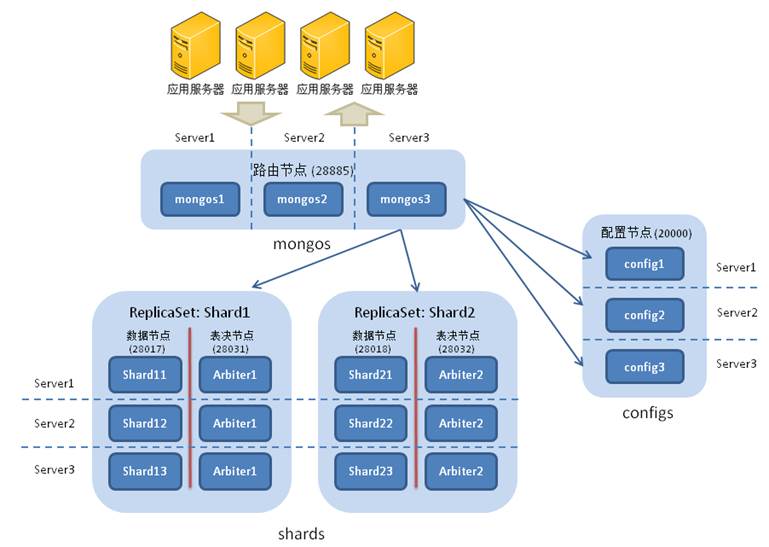 应用服务器 应用服务器 应用服务器 应用服务器
Server1 Server2 Server3
路由节点 (28885)
mongos1 mongos2 mongos3
mongos
配置节点 (20000)
config1 Server1
config2 Server2
config3 Server3
configs
ReplicaSet: Shard1 ReplicaSet: Shard2
数据节点 表决节点 数据节点 表决节点
(28017) (28031) (28018) (28032)
Server1 Shard11 Arbiter1 Shard21 Arbiter2
Server2 Shard12 Arbiter1 Shard22 Arbiter2
Server3 Shard13 Arbiter1 Shard23 Arbiter2
shards